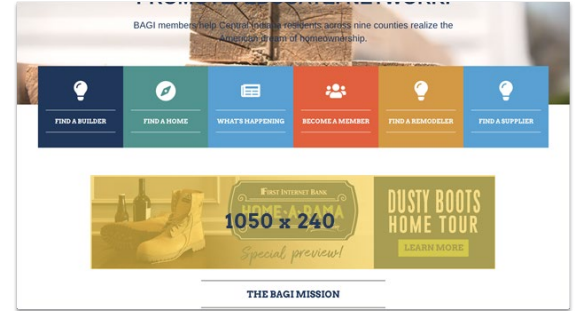 BAGI members help Central Indiana residents across nine counties realize the
American dream of homeownership.
FIND A BUILDER
FIND A HOME
WHAT'S HAPPENING
BECOME A MEMBER
FIND A REMODELER
FIND A SUPPLIER
FIRST INTERNET BANK
HOME-A-RAMA
1050 x 240
Special preview!
DUSTY BOOTS
HOME TOUR
LEARN MORE
THE BAGI MISSION